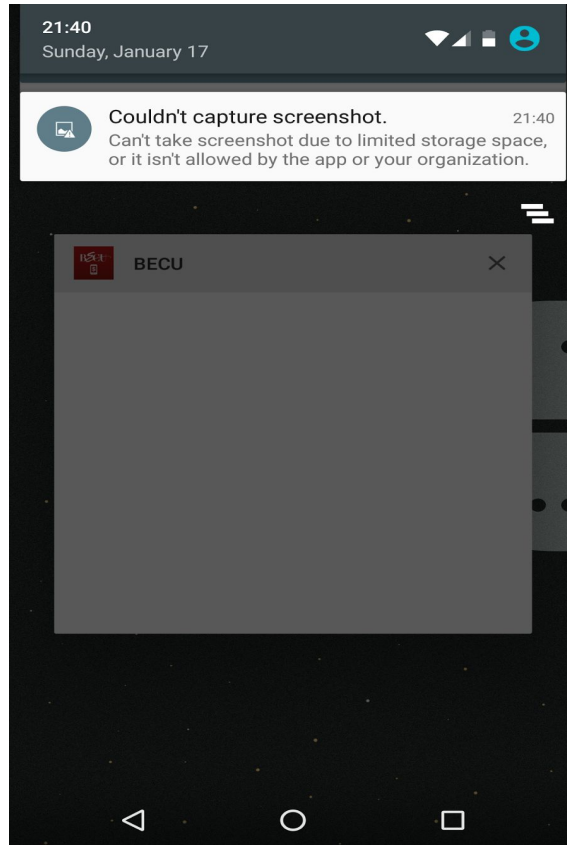 21:40
Sunday, January 17
Couldn't capture screenshot.
21:40
Can't take screenshot due to limited storage space,
or it isn't allowed by the app or your organization.
BECU
BECU